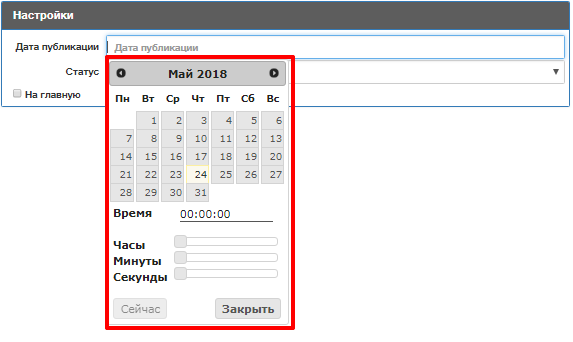 Настройки
Дата публикации Дата публикации
Статус
На главную
Май 2018
Пн Вт Ср Чт Пт Сб Вс
1 2 3 4 5 6
7 8 9 10 11 12 13
14 15 16 17 18 19 20
21 22 23 24 25 26 27
28 29 30 31
Время 00:00:00
Часы
Минуты
Секунды
Сейчас Закрыть